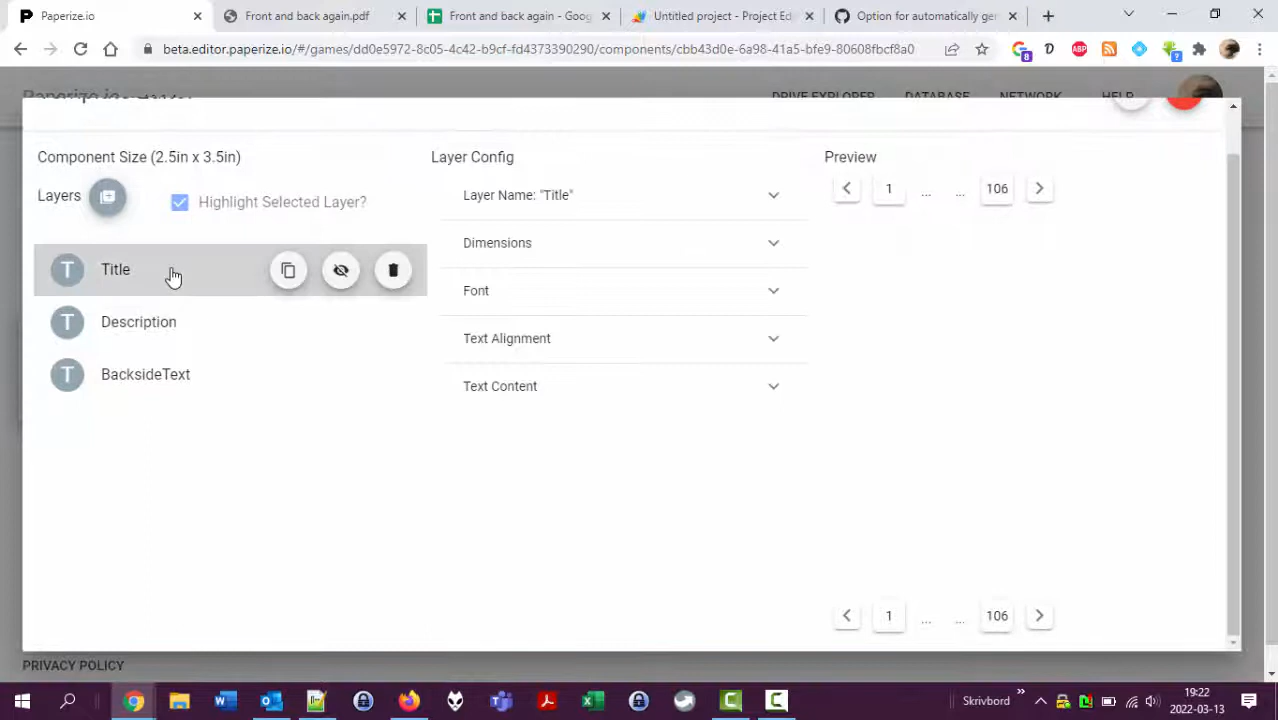 Paperize.io
Front and back again.pdf
Front and back again - Goog
Untitled project - Project Edi
Option for automatically gen
beta.editor.paperize.io/#/games/dd0e5972-8c05-4c42-b9cf-fd4373390290/components/cbb43d0e-6a98-41a5-bfe9-80608fbcf8a0
8
ABP
?
DRIVE EXPLORER
DATABASE
NETWORK
HELP
Component Size (2.5in x 3.5in)
Layer Config
Preview
Layers
Highlight Selected Layer?
Layer Name: "Title"
1
...
...
106
T
Title
Dimensions
T
Description
Font
T
BacksideText
Text Alignment
Text Content
1
...
...
106
PRIVACY POLICY
Skrivbord
19:22
2022-03-13